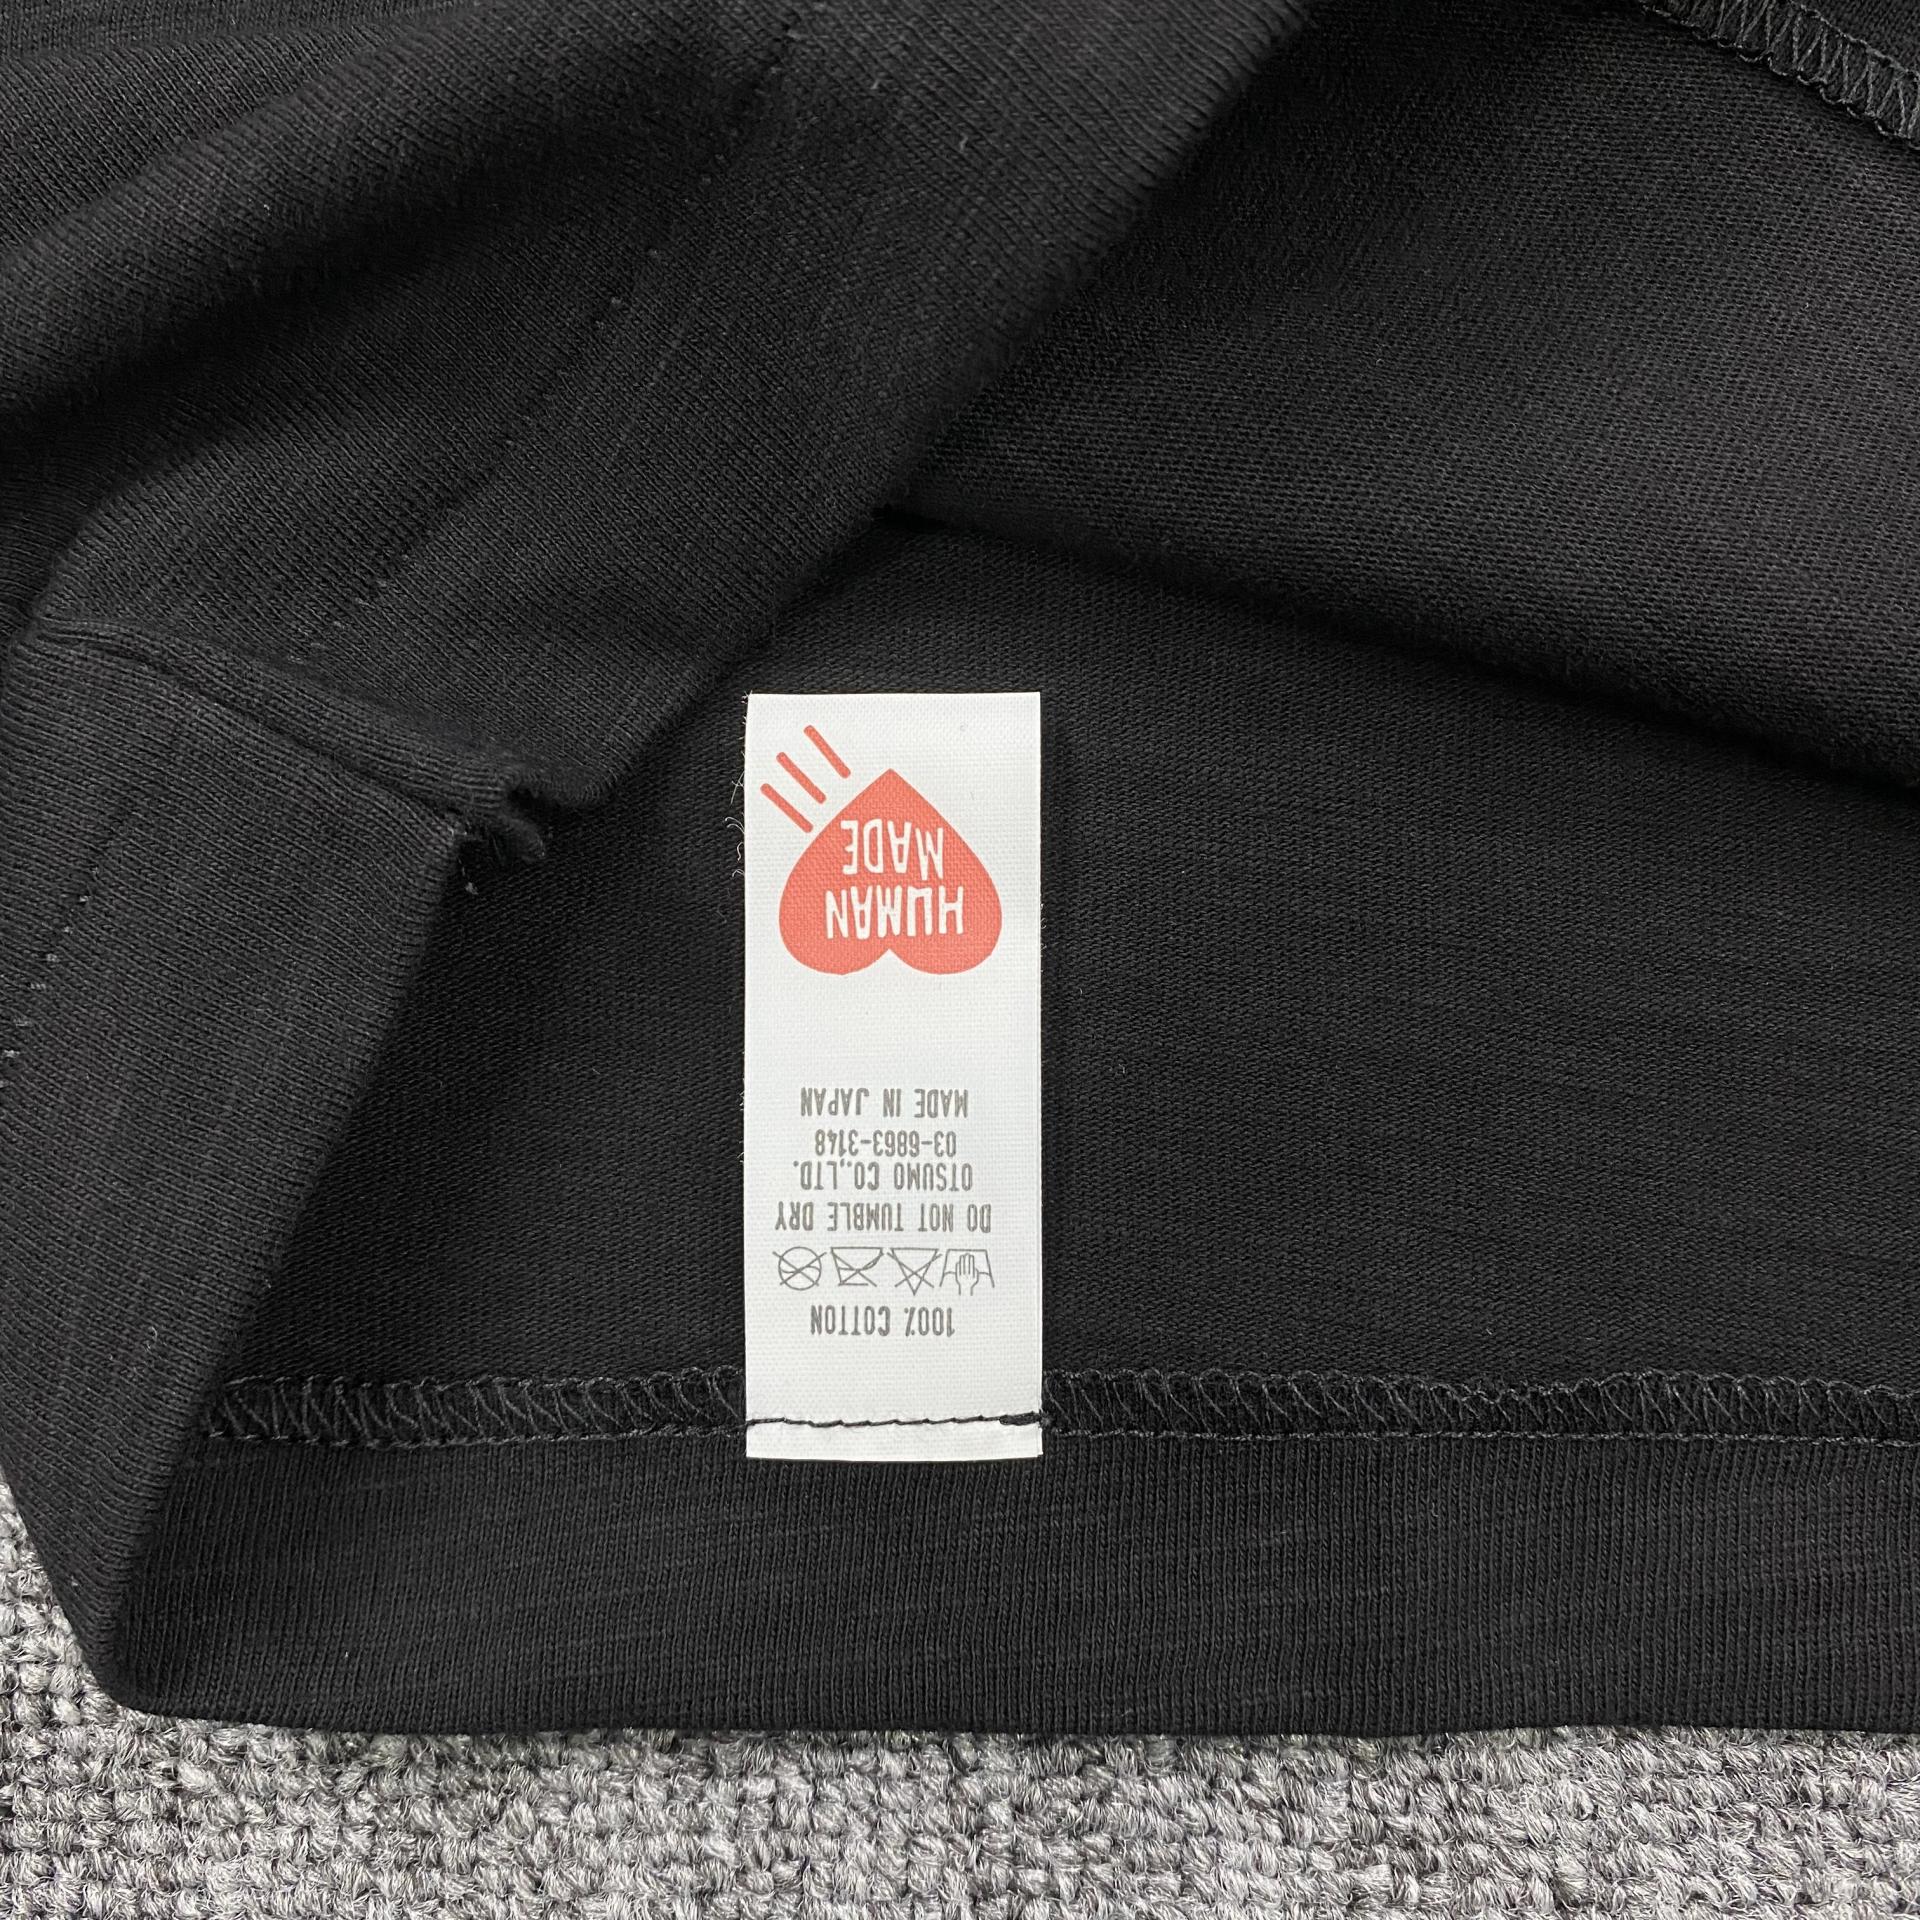 100% COTTON
DO NOT TUMBLE DRY
OTSUMO CO.,LTD.
03-6863-3148
MADE IN JAPAN
HUMAN
MADE